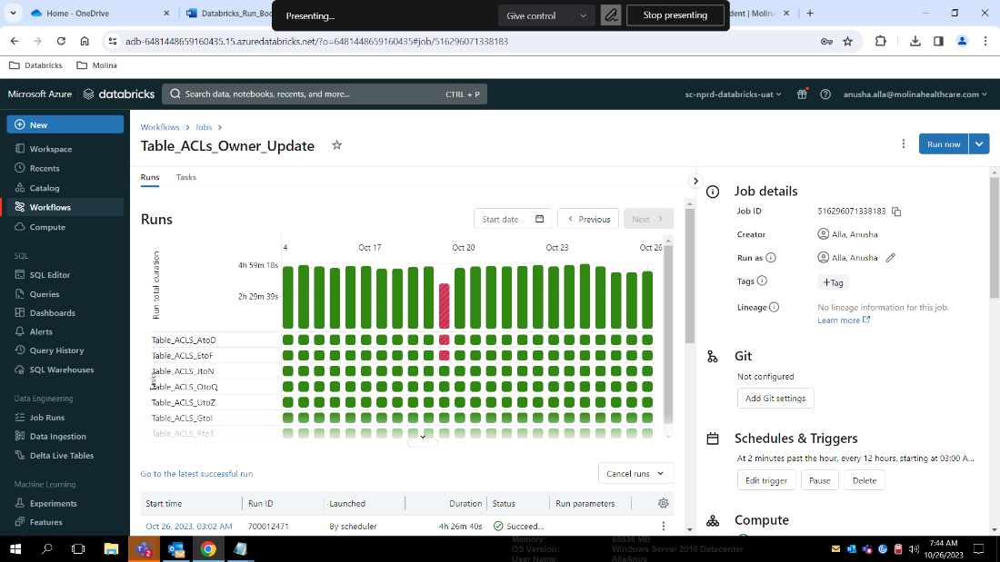 Home - OneDrive
Databricks_Run_Boo
Presenting...
Give control
Stop presenting
dent | Molina
adb-6481448659160435.15.azuredatabricks.net/?o=6481448659160435#job/516296071338183
Databricks
Molina
Microsoft Azure
databricks
Search data, notebooks, recents, and more...
CTRL + P
sc-nprd-databricks-uat
anusha.alla@molinahealthcare.com
New
Workspace
Recents
Catalog
Workflows
Compute
SQL
SQL Editor
Queries
Dashboards
Alerts
Query History
SQL Warehouses
Data Engineering
Job Runs
Data Ingestion
Delta Live Tables
Machine Learning
Experiments
Features
Workflows
Jobs
Table_ACLs_Owner_Update
Run now
Runs
Tasks
Runs
Start date
Previous
Next
4
Oct 17
Oct 20
Oct 23
Oct 26
Run total duration
4h 59m 18s
2h 29m 39s
Tasks
Table_ACLS_AtoD
Table_ACLS_EtoF
Table_ACLS_JtoN
Table_ACLS_OtoQ
Table_ACLS_UtoZ
Table_ACLS_GtoI
Table_ACLS_RtoT
Go to the latest successful run
Cancel runs
Start time
Run ID
Launched
Duration
Status
Run parameters
Oct 26, 2023, 03:02 AM
700012471
By scheduler
4h 26m 40s
Succeed...
Job details
Job ID
516296071338183
Creator
Alla, Anusha
Run as
Alla, Anusha
Tags
+Tag
Lineage
No lineage information for this job.
Learn more
Git
Not configured
Add Git settings
Schedules & Triggers
At 2 minutes past the hour, every 12 hours, starting at 03:00 A...
Edit trigger
Pause
Delete
Compute
Memory: 65536 MB
OS Version: Windows Server 2016 Datacenter
User Name: AllaAnus
2
7:44 AM
10/26/2023